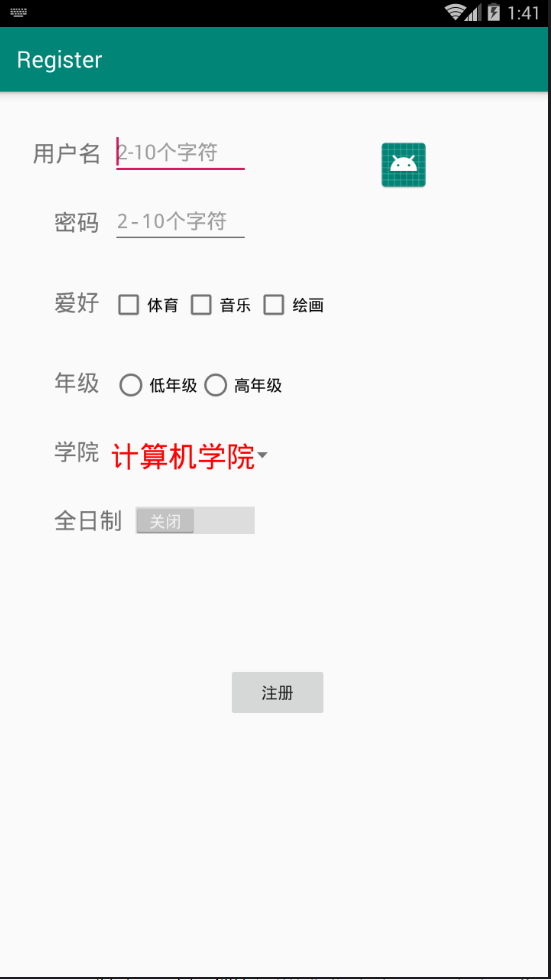 1:41
Register
用户名 2-10个字符
密码 2-10个字符
爱好 体育 音乐 绘画
年级 低年级 高年级
学院 计算机学院
全日制 关闭
注册